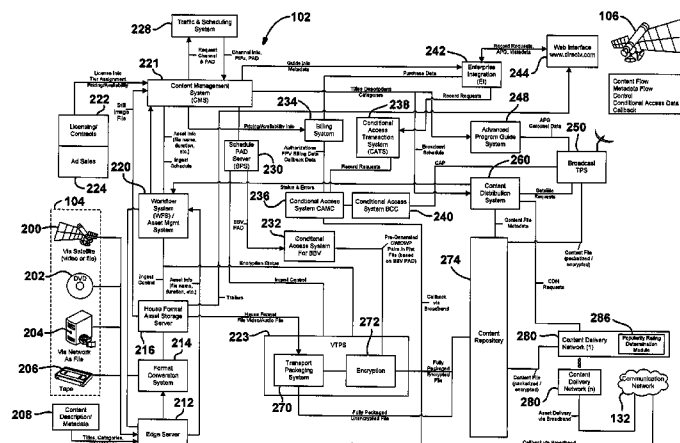 228
Traffic & Scheduling
System
102
106
Request
Channel
& PAD
Channel Info,
PIPs, PAD
221
Guide Info
Metadata
242
Enterprise
Integration
(EI)
Record Requests,
APG, Metadata
Web Interface
www.directv.com
244
License Info
Tier Assignment
Pricing/Availability
Content Management
System
(CMS)
Purchase Data
Titles Descriptions
Categories
Record Requests
Content Flow
Metadata Flow
Control
Conditional Access Data
Callback
222
Still
Image
File
234
238
248
Licensing/
Contracts
Ad Sales
224
Asset Info
(file name,
duration,
etc.)
Ingest
Schedule
Pricing/Availability Info
Billing
System
Conditional
Access
Transaction
System
(CATS)
Advanced
Program Guide
System
APG
Carousel Data
250
Schedule
PAD
Server
(SPS)
230
Authorizations
PPV Billing Data
Callback Data
Record Requests
Broadcast
Schedule
260
Broadcast
TPS
CAP
220
104
Workflow
System
(WFS) /
Asset Mgmt
System
Status & Errors
236
Conditional Access
System CAMC
Conditional Access
System BCC
240
Content
Distribution
System
Satellite
Requests
200
Via Satellite
(video or file)
BBV
PAD
232
Conditional
Access System
For BBV
Pre-Generated
CWE/CWP
Pairs in Flat
File (based
on BBV PAD)
Content File
Metadata
274
202
DVD
Ingest
Control
Asset Info
(file name,
duration,
etc.)
Encryption Status
Ingest Control
Content File
(packetized /
encrypted)
CDN
Requests
204
Via Network
As File
Trailers
House Format
Asset Storage
Server
216
House Format
File Video/Audio File
223
VTPS
272
Callback
via
Broadband
Content
Repository
286
280
Content Delivery
Network (1)
Popularity Rating
Determination
Module
206
Tape
214
Format
Conversion
System
Transport
Packaging
System
270
Encryption
Fully
Packaged
Encrypted File
Content File
(packetized /
encrypted)
Content
Delivery
Network (n)
280
Communication
Network
132
208
Content
Description/
Metadata
212
Edge Server
Fully Packaged
Unencrypted File
Asset Delivery
via Broadband
Titles, Categories,
Callback via Broadband